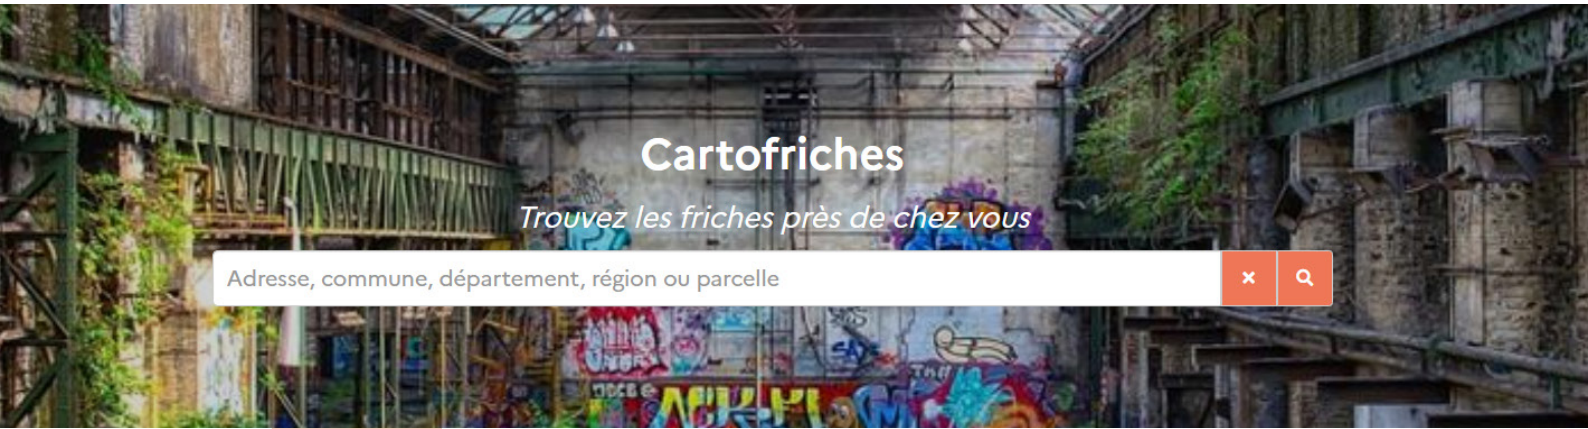 Cartofriches
Trouvez les friches près de chez vous
Adresse, commune, département, région ou parcelle